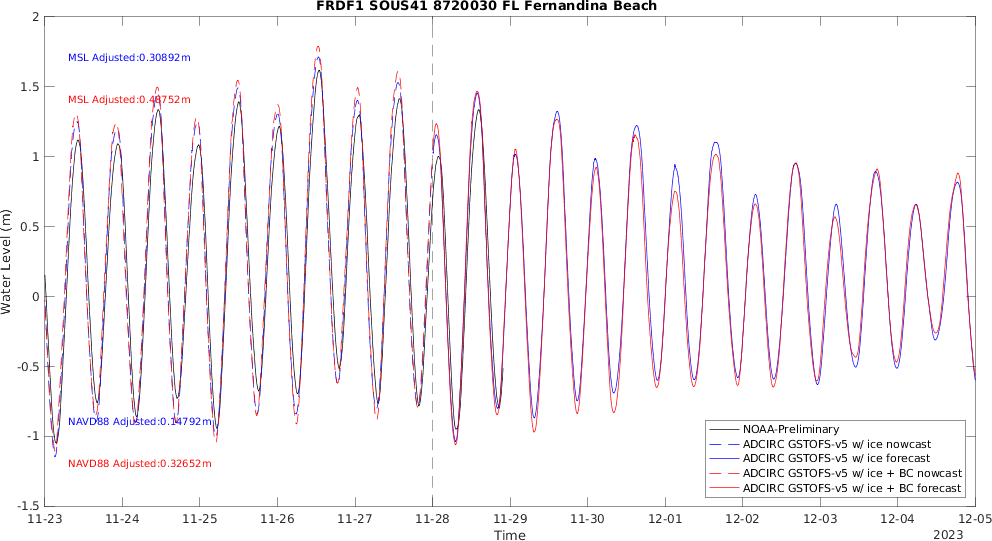 FRDF1 SOUS41 8720030 FL Fernandina Beach
2
1.5
1
0.5
0
-0.5
-1
-1.5
Water Level (m)
MSL Adjusted:0.30892m
MSL Adjusted:0.48752m
NAVD88 Adjusted:0.14792m
NAVD88 Adjusted:0.32652m
NOAA-Preliminary
ADCIRC GSTOFS-v5 w/ ice nowcast
ADCIRC GSTOFS-v5 w/ ice forecast
ADCIRC GSTOFS-v5 w/ ice + BC nowcast
ADCIRC GSTOFS-v5 w/ ice + BC forecast
11-23 11-24 11-25 11-26 11-27 11-28 11-29 11-30 12-01 12-02 12-03 12-04 12-05
Time
2023